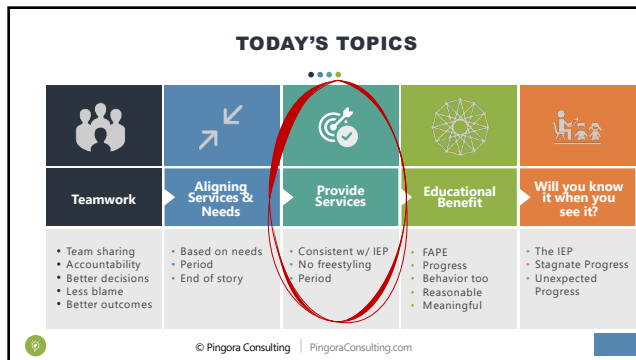 TODAY'S TOPICS
Teamwork
Aligning
Services &
Needs
Provide
Services
Educational
Benefit
Will you know
it when you
see it?
• Team sharing
• Accountability
• Better decisions
• Less blame
• Better outcomes
• Based on needs
• Period
• End of story
• Consistent w/ IEP
• No freestyling
• Period
• FAPE
• Progress
• Behavior too
• Reasonable
• Meaningful
• The IEP
• Stagnate Progress
• Unexpected
Progress
© Pingora Consulting | PingoraConsulting.com